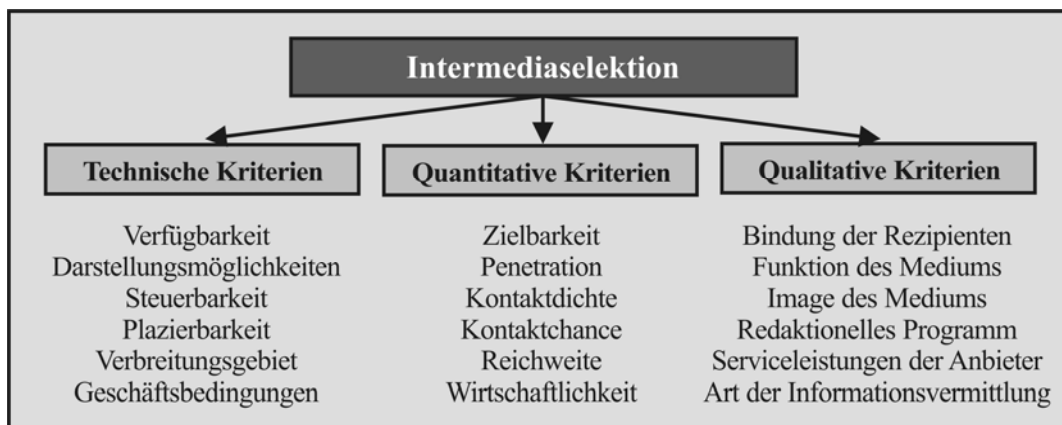 Intermediaselektion
Technische Kriterien
Verfügbarkeit
Darstellungsmöglichkeiten
Steuerbarkeit
Plazierbarkeit
Verbreitungsgebiet
Geschäftsbedingungen
Quantitative Kriterien
Zielbarkeit
Penetration
Kontaktdichte
Kontaktchance
Reichweite
Wirtschaftlichkeit
Qualitative Kriterien
Bindung der Rezipienten
Funktion des Mediums
Image des Mediums
Redaktionelles Programm
Serviceleistungen der Anbieter
Art der Informationsvermittlung